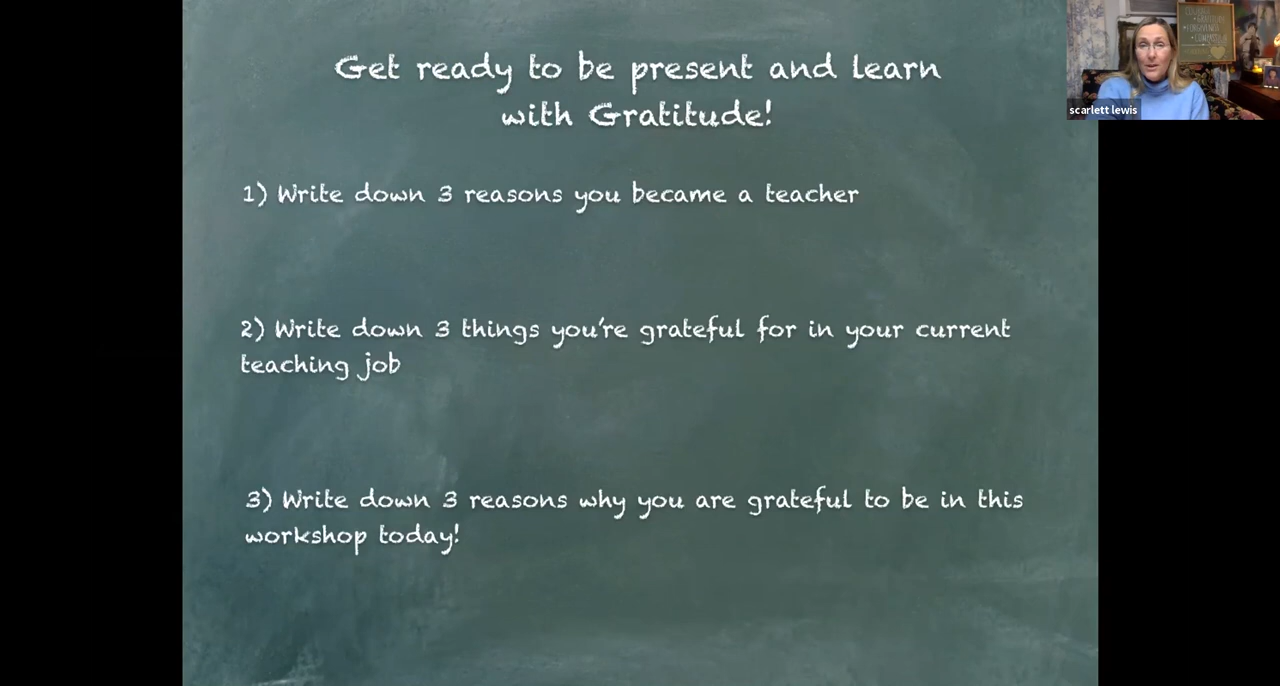 Get ready to be present and learn
with Gratitude!
1) Write down 3 reasons you became a teacher
2) Write down 3 things you're grateful for in your current
teaching job
3) Write down 3 reasons why you are grateful to be in this
workshop today!
scarlett lewis